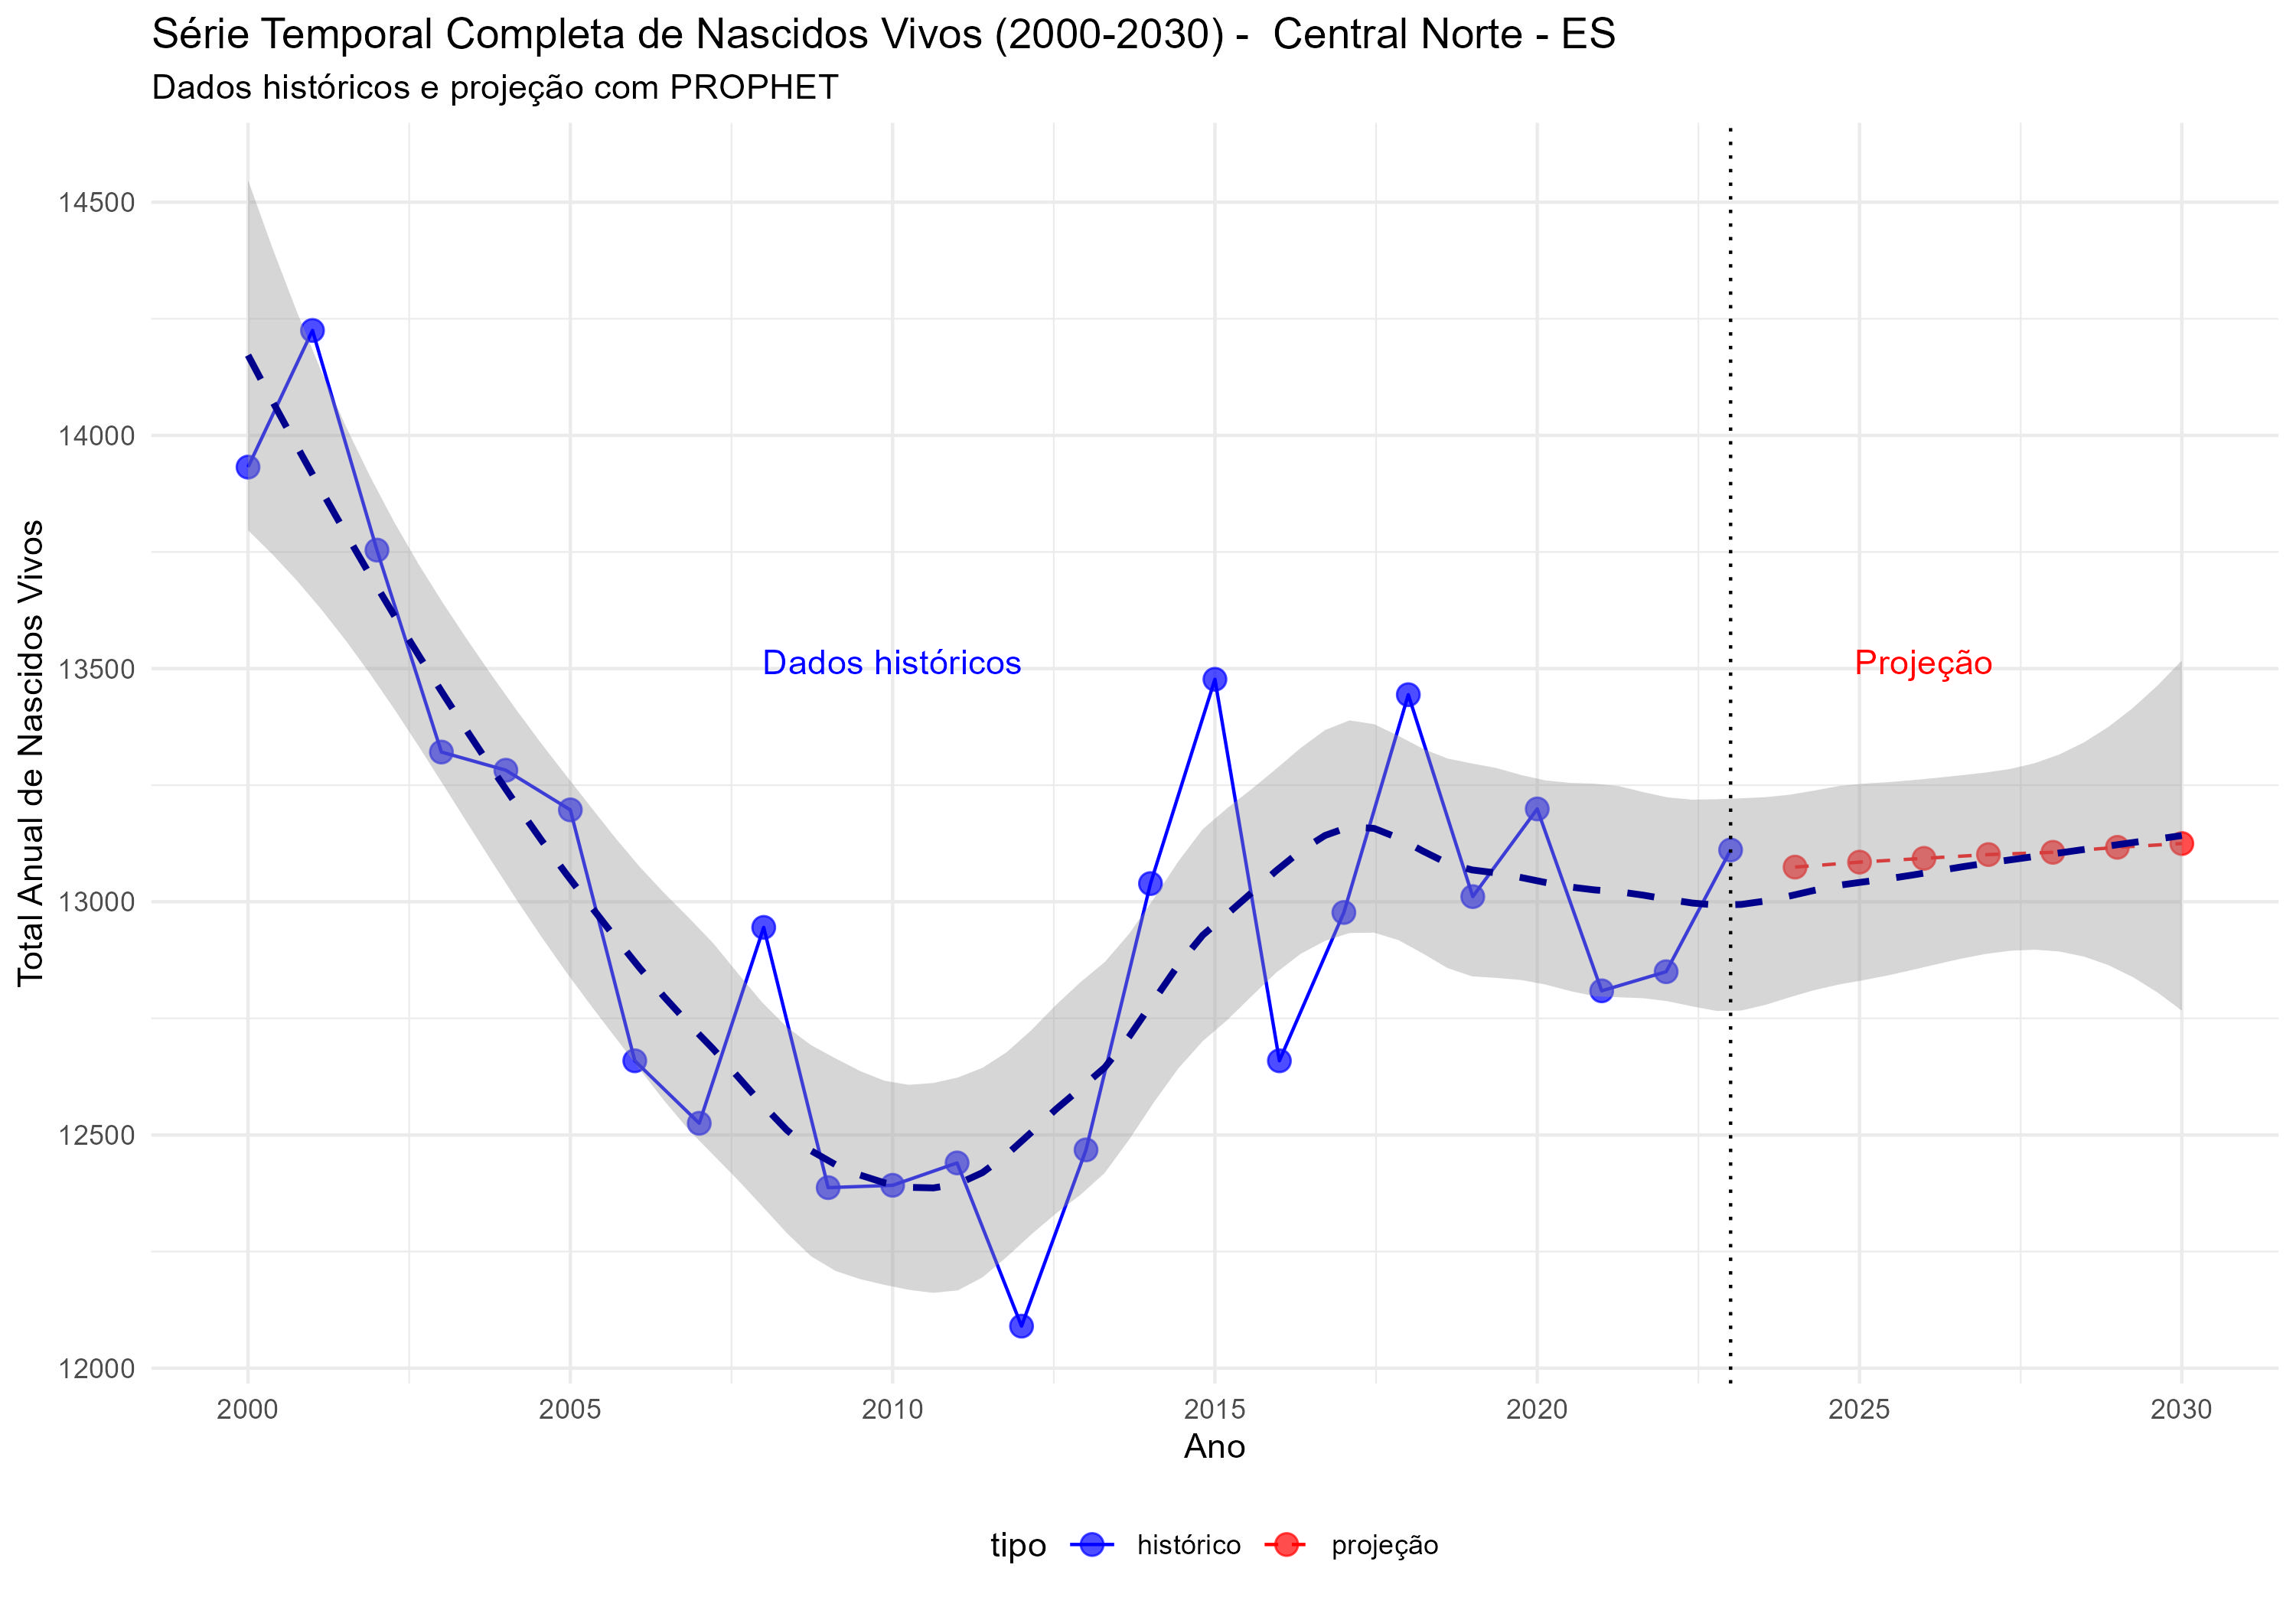 Série Temporal Completa de Nascidos Vivos (2000-2030) -  Central Norte - ES
Dados históricos e projeção com PROPHET
Total Anual de Nascidos Vivos
14500
14000
13500
13000
12500
12000
Dados históricos
Projeção
2000 2005 2010 2015 2020 2025 2030
Ano
tipo histórico projeção